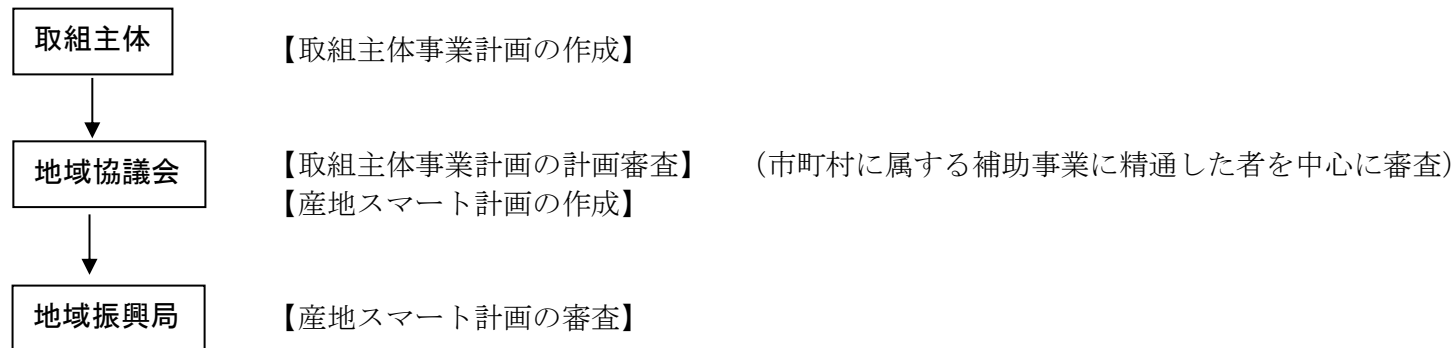 取組主体 【取組主体事業計画の作成】
地域協議会 【取組主体事業計画の計画審査】 （市町村に属する補助事業に精通した者を中心に審査）
【産地スマート計画の作成】
地域振興局 【産地スマート計画の審査】